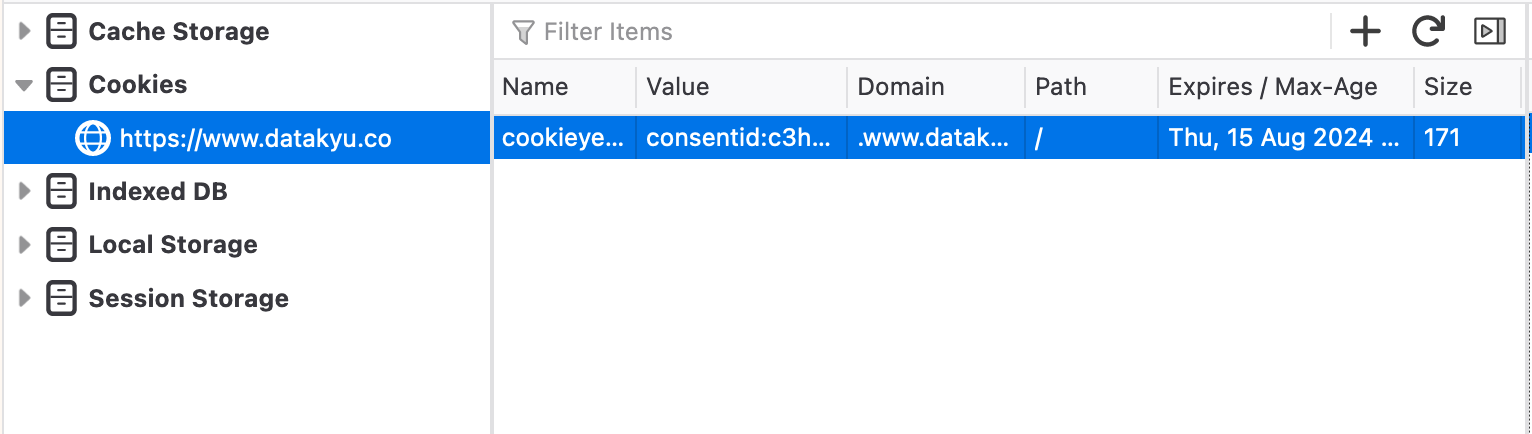 Cache Storage
Cookies
https://www.datakyu.co
Indexed DB
Local Storage
Session Storage
Filter Items
Name Value Domain Path Expires / Max-Age Size
cookieye... consentid:c3h... .www.datak... / Thu, 15 Aug 2024 ... 171